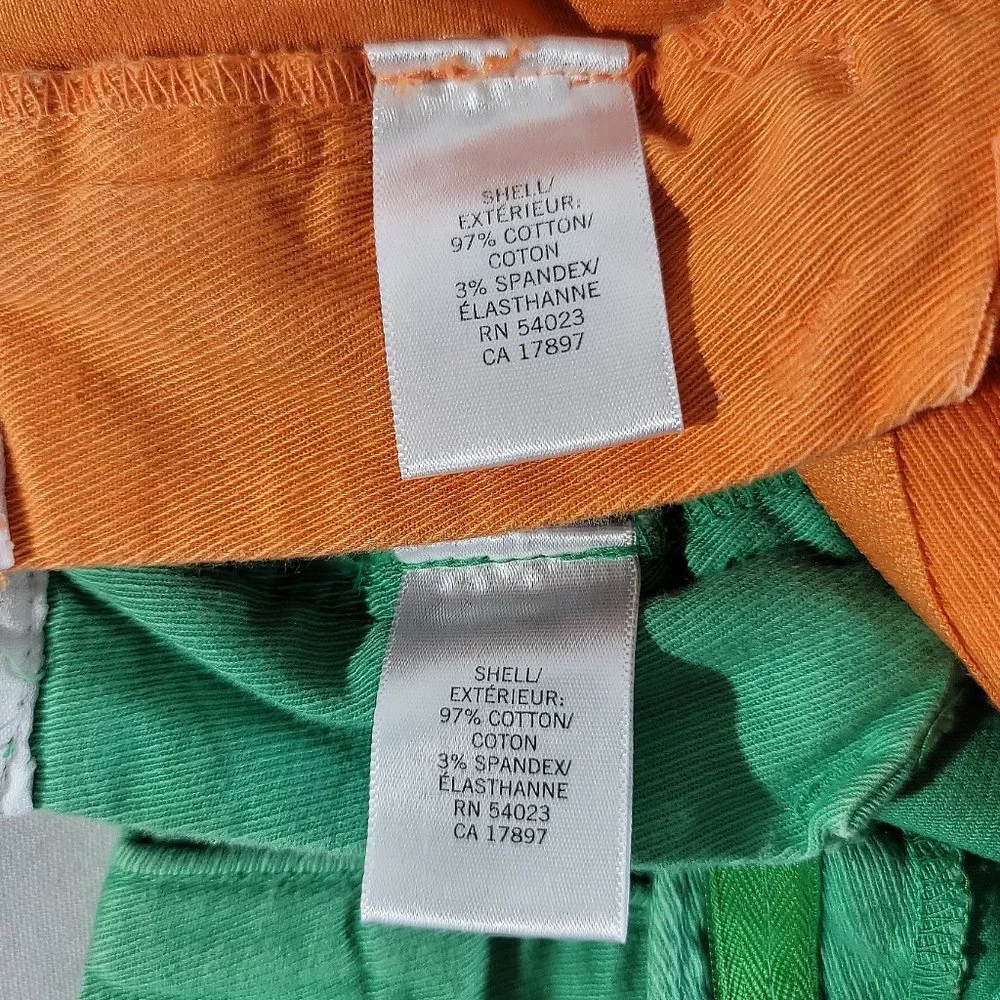 SHELL/
EXTÉRIEUR:
97% COTTON/
COTON
3% SPANDEX/
ÉLASTHANNE
RN 54023
CA 17897
SHELL/
EXTÉRIEUR:
97% COTTON/
COTON
3% SPANDEX/
ÉLASTHANNE
RN 54023
CA 17897